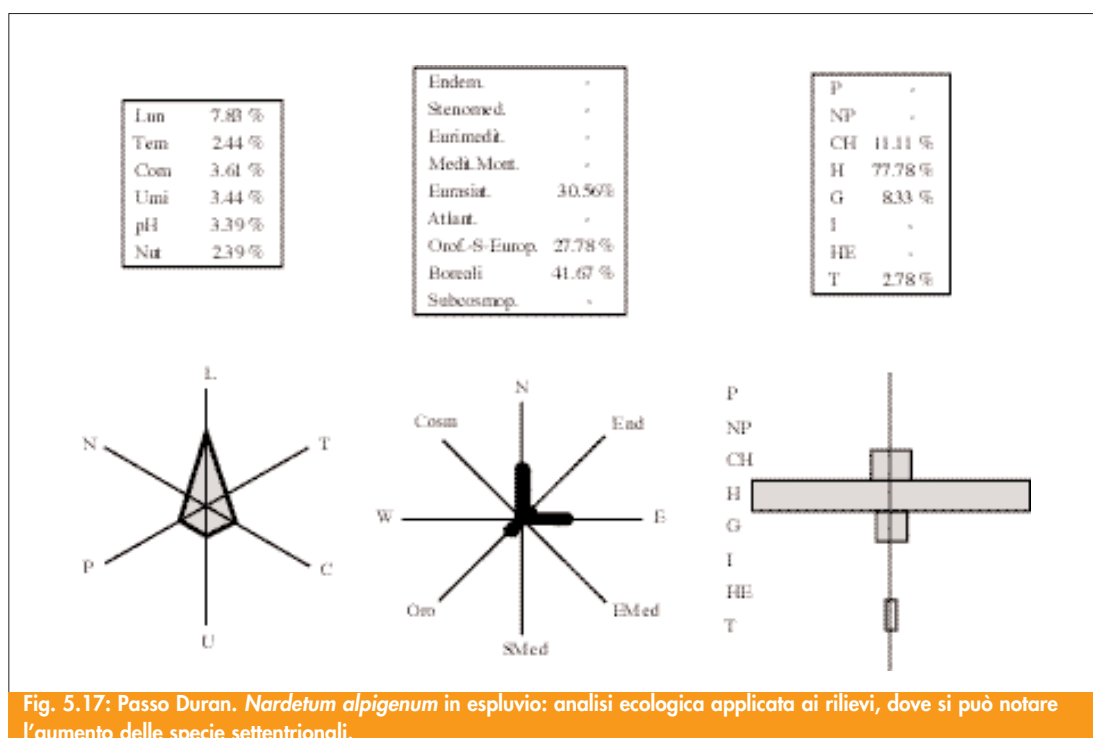 Lun 7.83 %
Tem 2.44 %
Com 3.61 %
Umi 3.44 %
pH 3.39 %
Nut 2.39 %
Endem. -
Stenomed. -
Eurimedit. -
Medit. Mont. -
Eurasiat. 30.56%
Atlant. -
Orof.-S-Europ. 27.78 %
Boreali 41.67 %
Subcosmop. -
P -
NP -
CH 11.11 %
H 77.78 %
G 8.33 %
I -
HE -
T 2.78 %
L
N
T
P
C
U
N
Cosm
End
W
E
Oro
EMed
SMed
P
NP
CH
H
G
I
HE
T
Fig. 5.17: Passo Duran. Nardetum alpigenum in espluvio: analisi ecologica applicata ai rilievi, dove si può notare
l'aumento delle specie settentrionali.